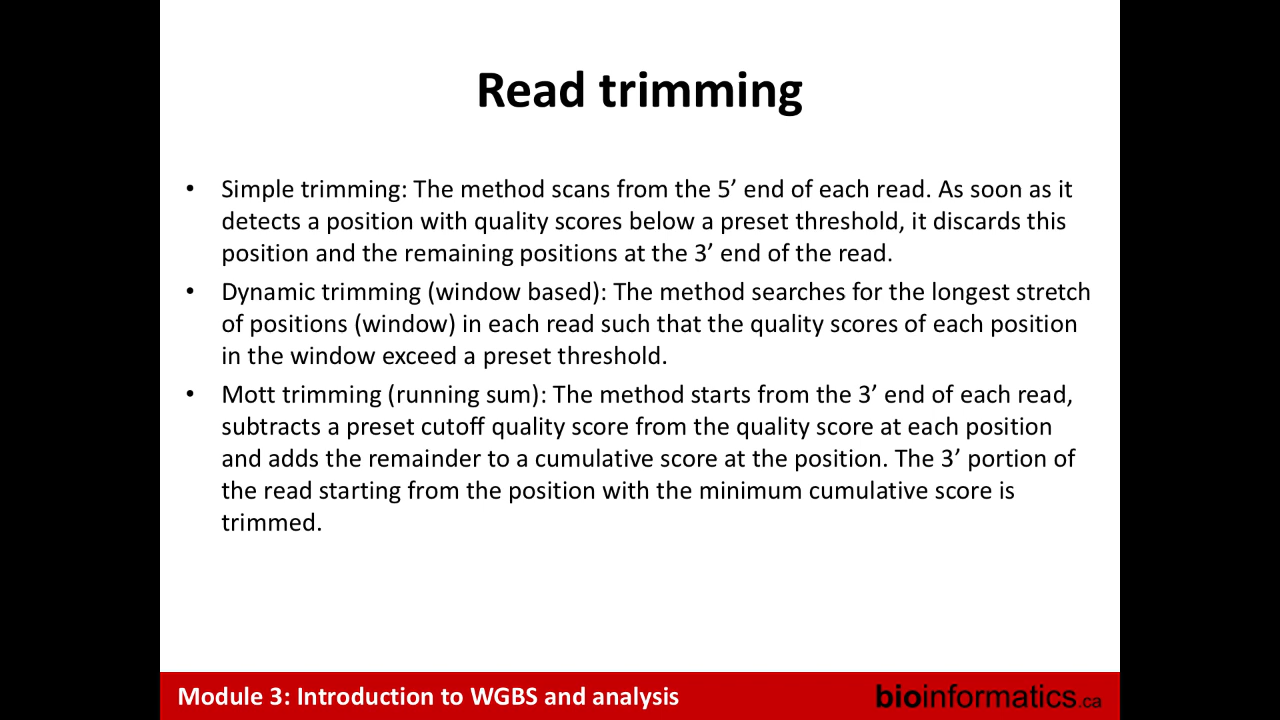 Read trimming
• Simple trimming: The method scans from the 5’ end of each read. As soon as it
detects a position with quality scores below a preset threshold, it discards this
position and the remaining positions at the 3’ end of the read.
• Dynamic trimming (window based): The method searches for the longest stretch
of positions (window) in each read such that the quality scores of each position
in the window exceed a preset threshold.
• Mott trimming (running sum): The method starts from the 3’ end of each read,
subtracts a preset cutoff quality score from the quality score at each position
and adds the remainder to a cumulative score at the position. The 3’ portion of
the read starting from the position with the minimum cumulative score is
trimmed.
Module 3: Introduction to WGBS and analysis
bioinformatics.ca